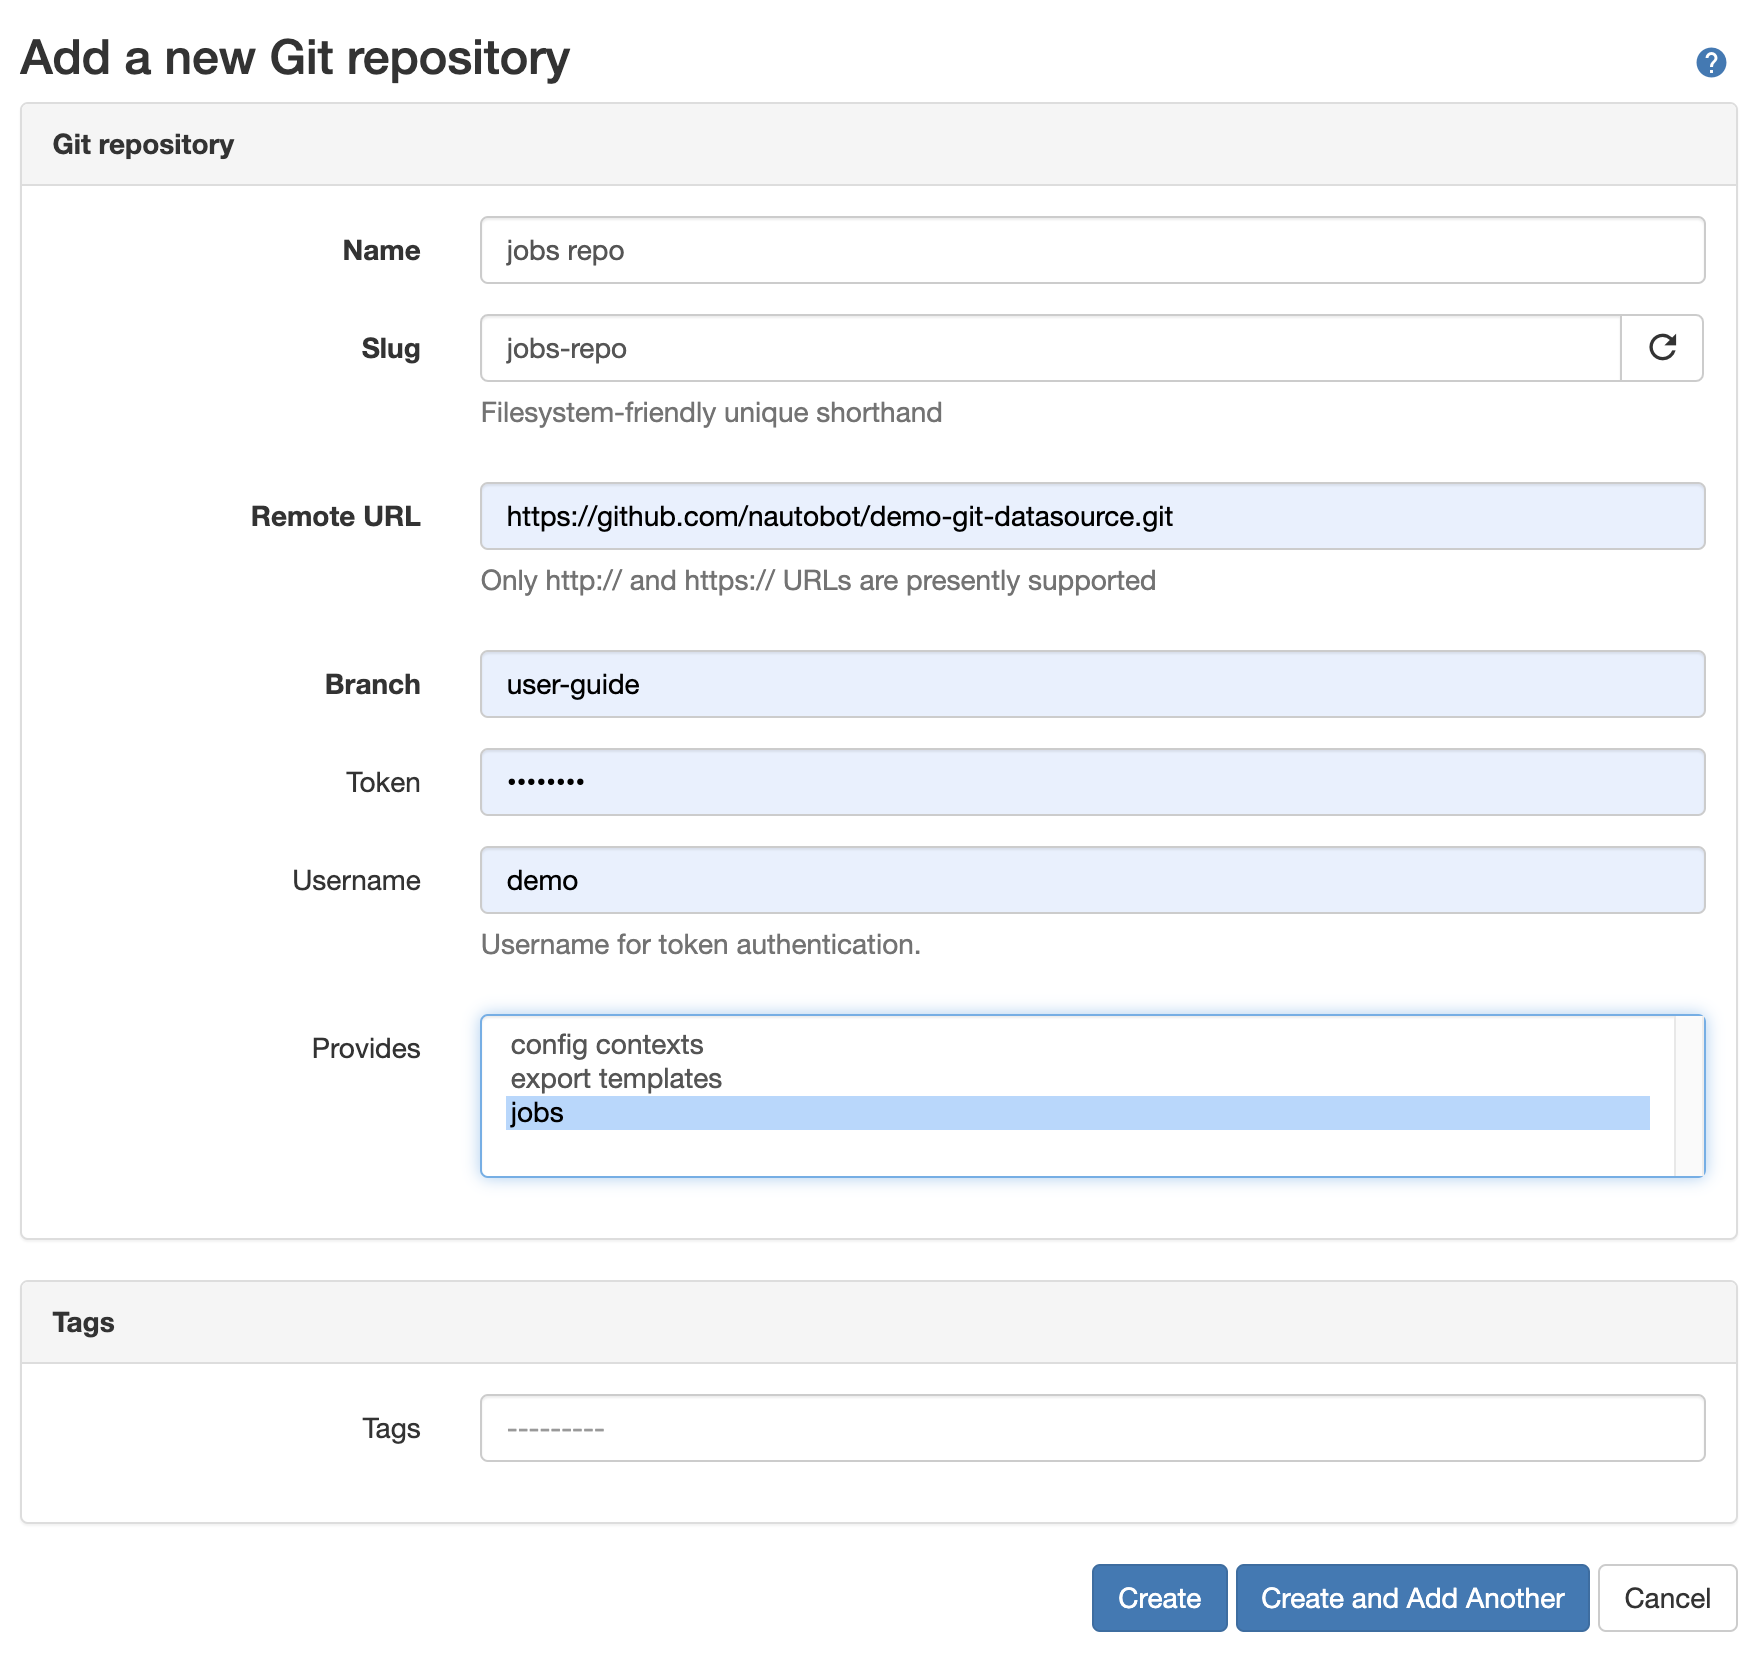 Add a new Git repository
?
Git repository
Name
jobs repo
Slug
jobs-repo
Filesystem-friendly unique shorthand
Remote URL
https://github.com/nautobot/demo-git-datasource.git
Only http:// and https:// URLs are presently supported
Branch
user-guide
Token
••••••••
Username
demo
Username for token authentication.
Provides
config contexts
export templates
jobs
Tags
Tags
---------
Create
Create and Add Another
Cancel